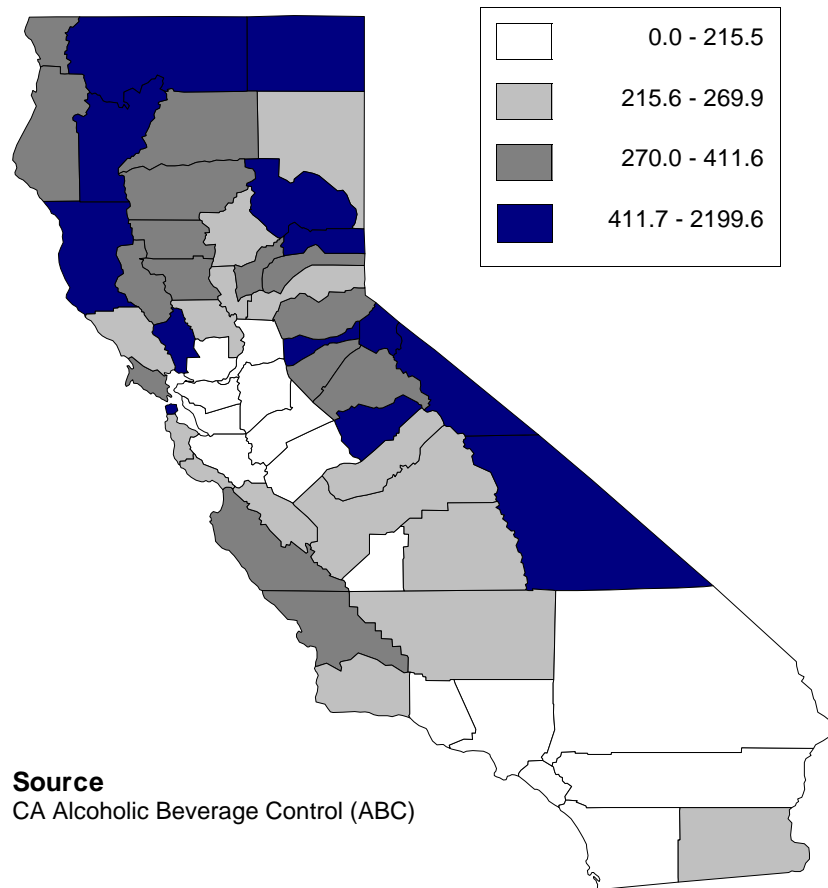 0.0 - 215.5
215.6 - 269.9
270.0 - 411.6
411.7 - 2199.6
Source
CA Alcoholic Beverage Control (ABC)